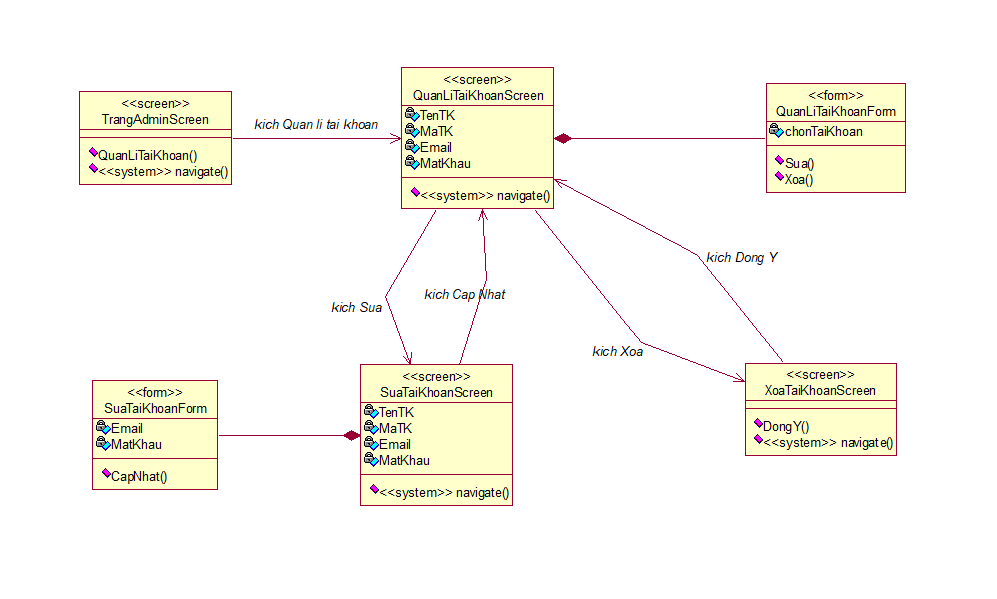 <<screen>>
TrangAdminScreen
QuanLiTaiKhoan()
<<system>> navigate()
kich Quan li tai khoan
<<screen>>
QuanLiTaiKhoanScreen
TenTK
MaTK
Email
MatKhau
<<system>> navigate()
<<form>>
QuanLiTaiKhoanForm
chonTaiKhoan
Sua()
Xoa()
kich Sua
kich Cap Nhat
kich Xoa
kich Dong Y
<<form>>
SuaTaiKhoanForm
Email
MatKhau
CapNhat()
<<screen>>
SuaTaiKhoanScreen
TenTK
MaTK
Email
MatKhau
<<system>> navigate()
<<screen>>
XoaTaiKhoanScreen
DongY()
<<system>> navigate()